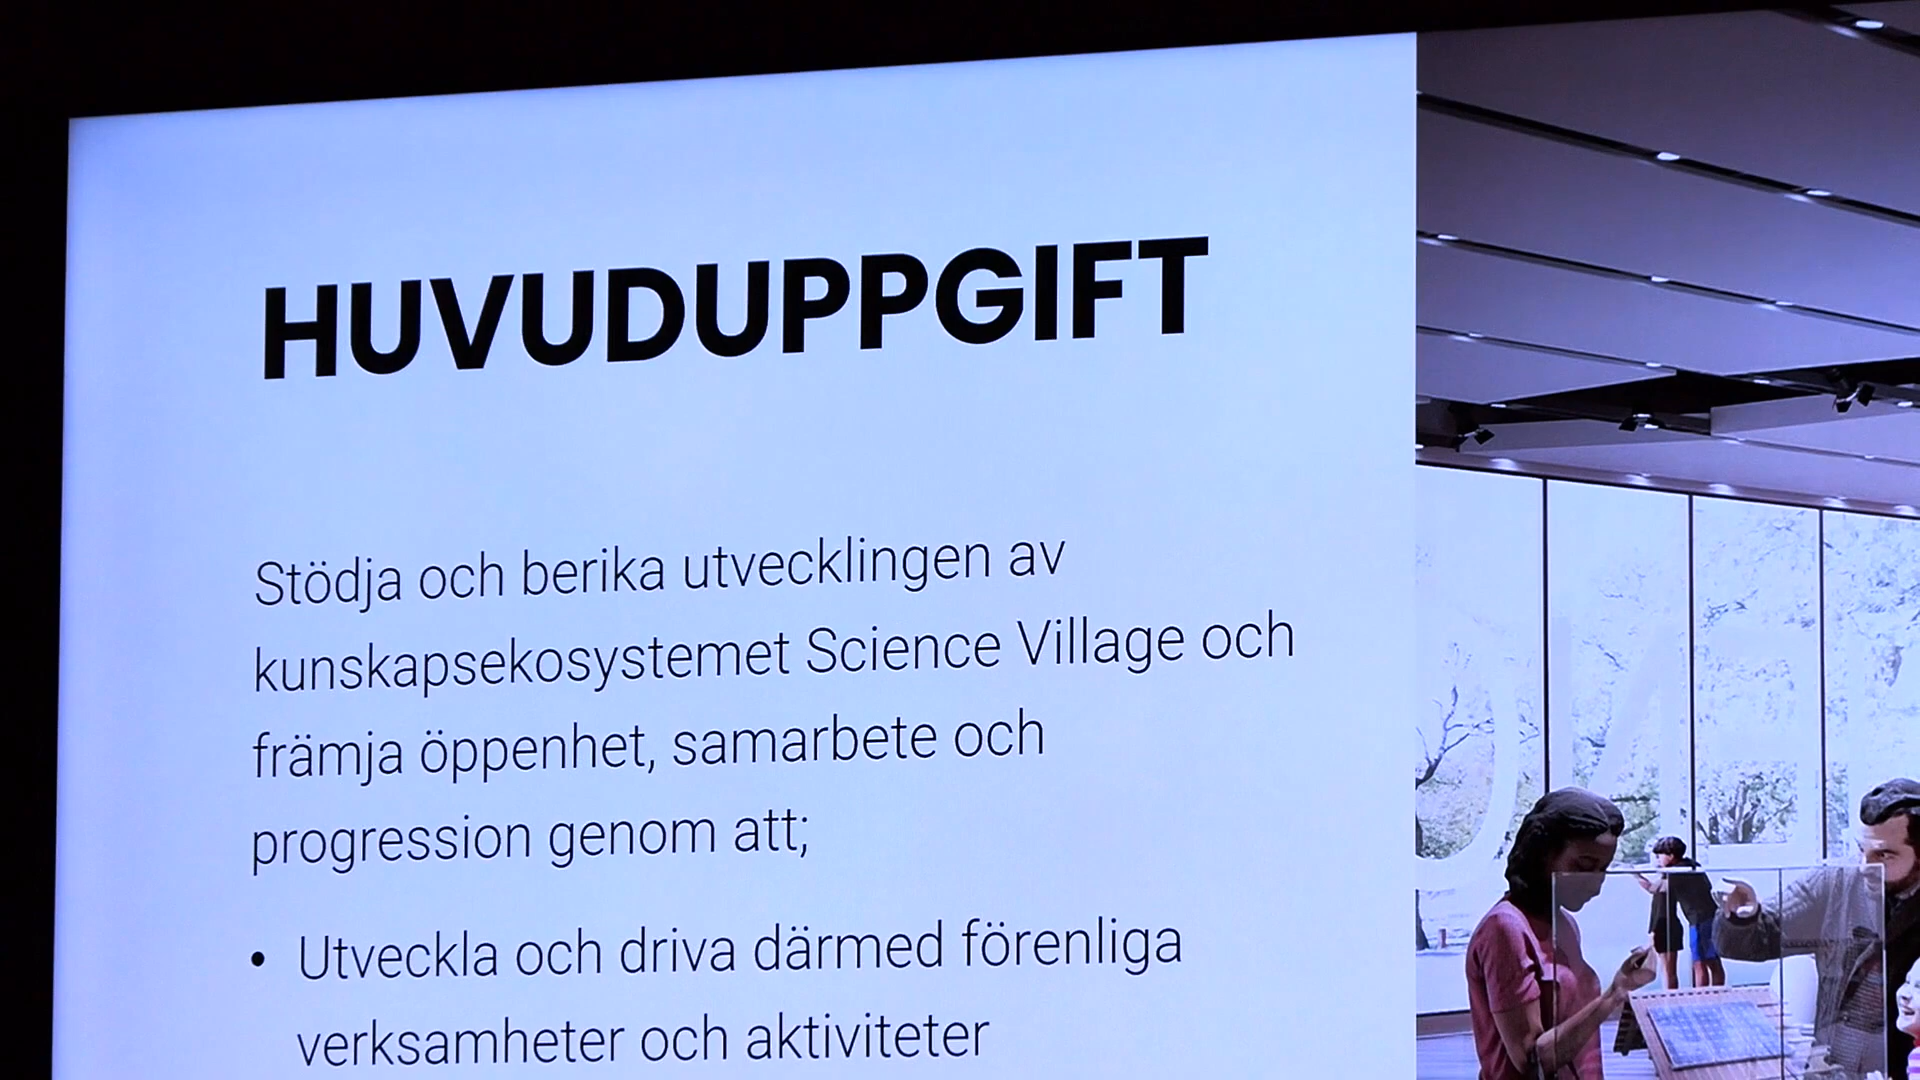 HUVUDUPPGIFT
Stödja och berika utvecklingen av
kunskapsekosystemet Science Village och
främja öppenhet, samarbete och
progression genom att;
• Utveckla och driva därmed förenliga
verksamheter och aktiviteter